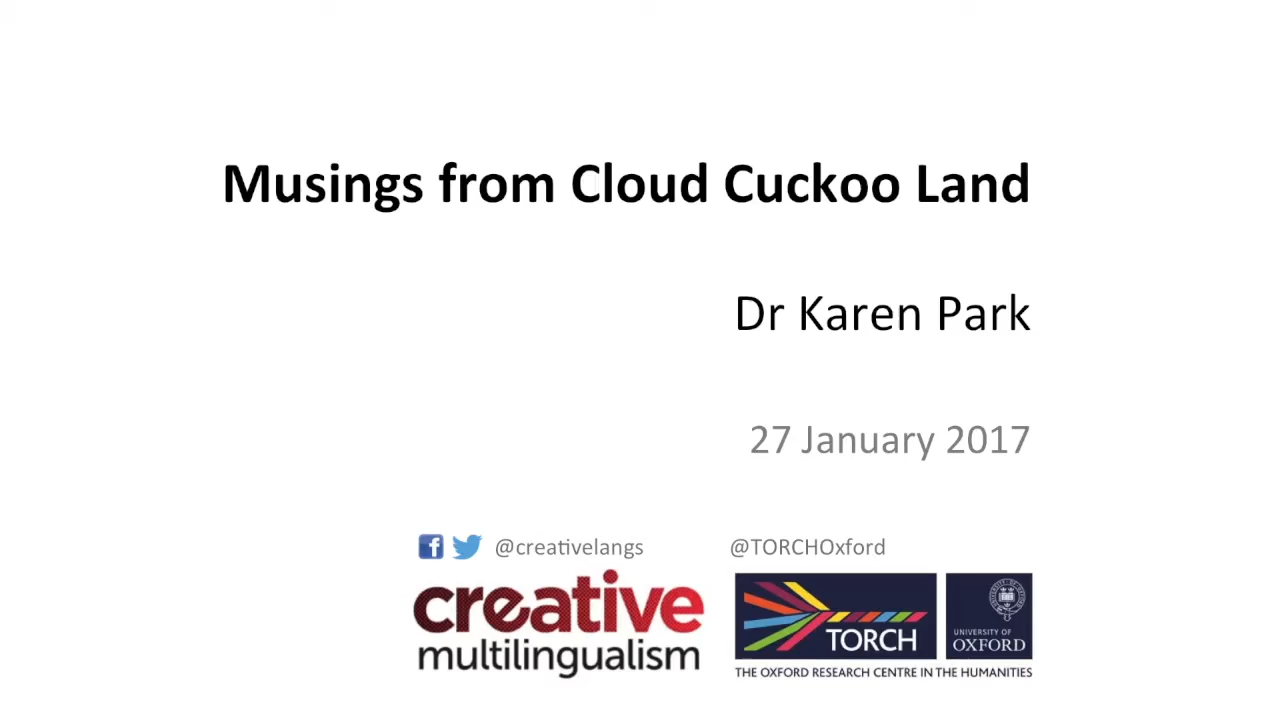 Musings from Cloud Cuckoo Land
Dr Karen Park
27 January 2017
@creativelangs @TORCHOxford
creative
multilingualism
TORCH
UNIVERSITY OF
OXFORD
THE OXFORD RESEARCH CENTRE IN THE HUMANITIES